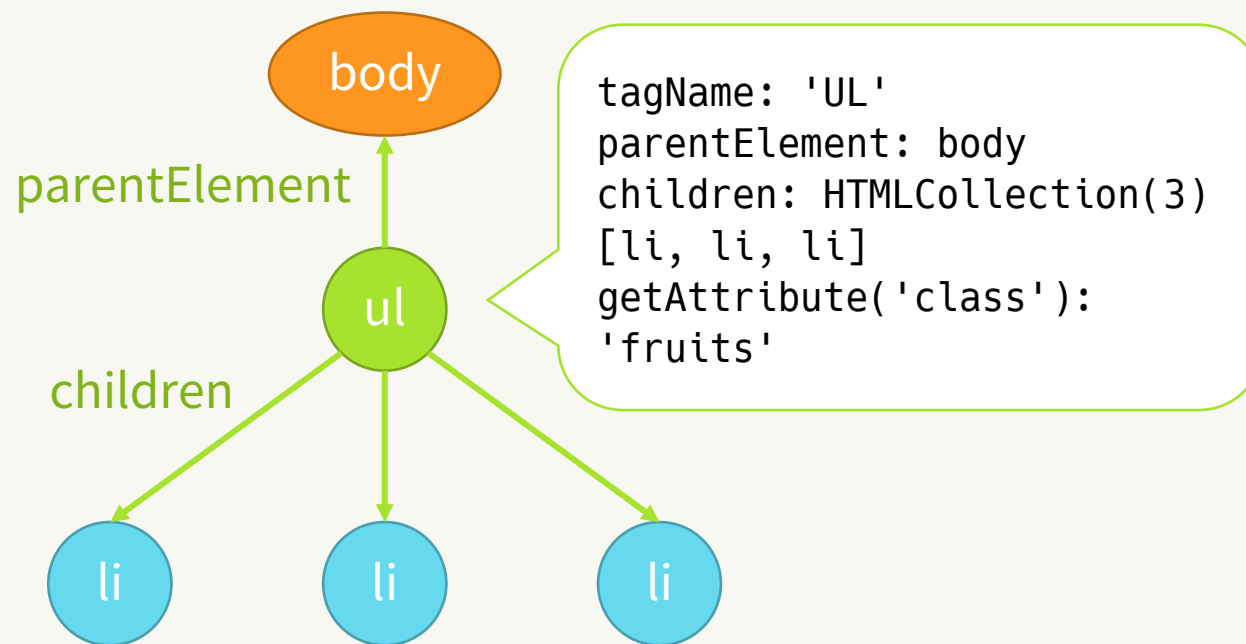 body
tagName: 'UL'
parentElement: body
children: HTMLCollection(3)
[li, li, li]
getAttribute('class'):
'fruits'
parentElement
ul
children
li
li
li